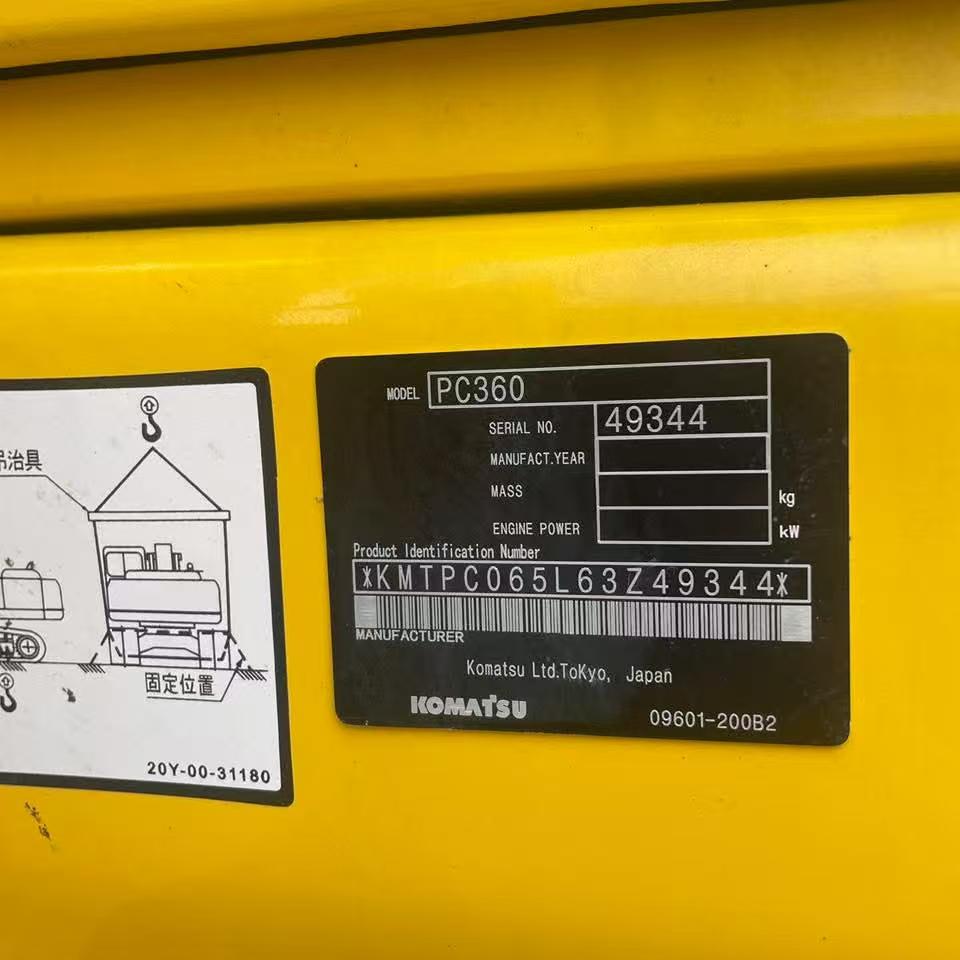 吊治具
固定位置
20Y-00-31180
MODEL PC360
SERIAL NO. 49344
MANUFACT.YEAR
MASS kg
ENGINE POWER kW
Product Identification Number
*KMTPC065L63Z49344*
MANUFACTURER
Komatsu Ltd.ToKyo, Japan
KOMATSU
09601-200B2